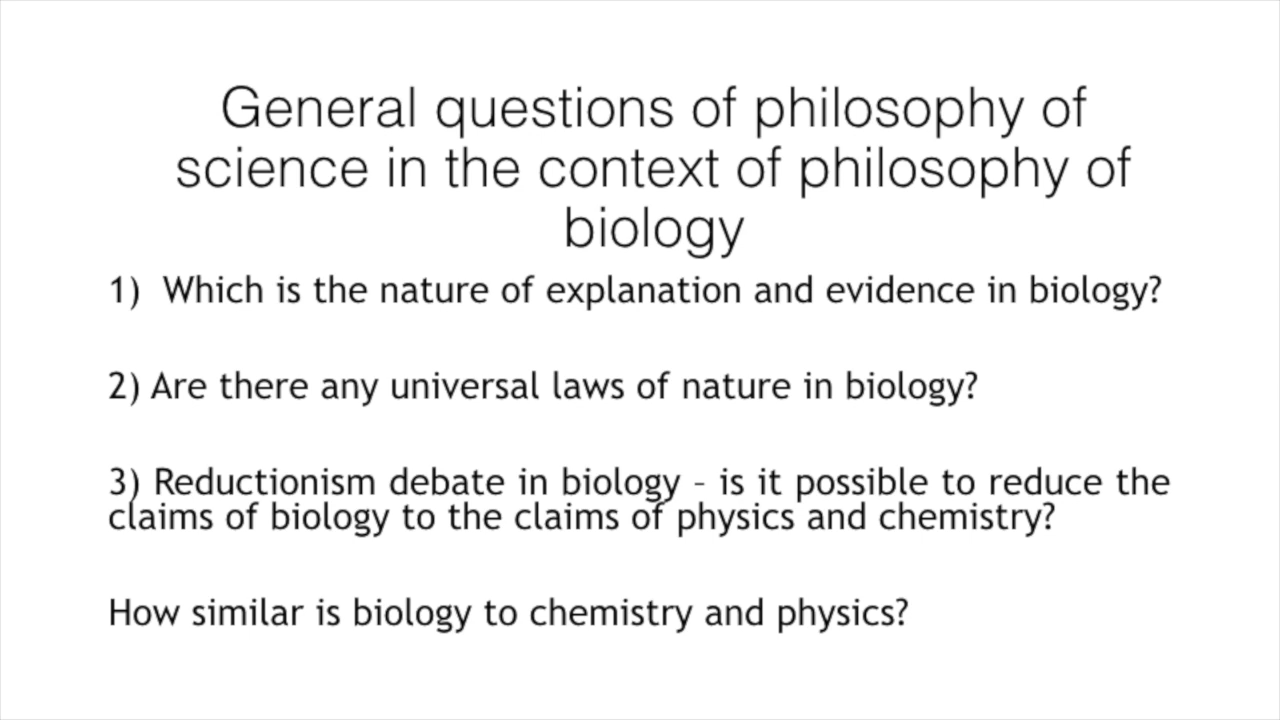 General questions of philosophy of
science in the context of philosophy of
biology
1) Which is the nature of explanation and evidence in biology?
2) Are there any universal laws of nature in biology?
3) Reductionism debate in biology – is it possible to reduce the
claims of biology to the claims of physics and chemistry?
How similar is biology to chemistry and physics?